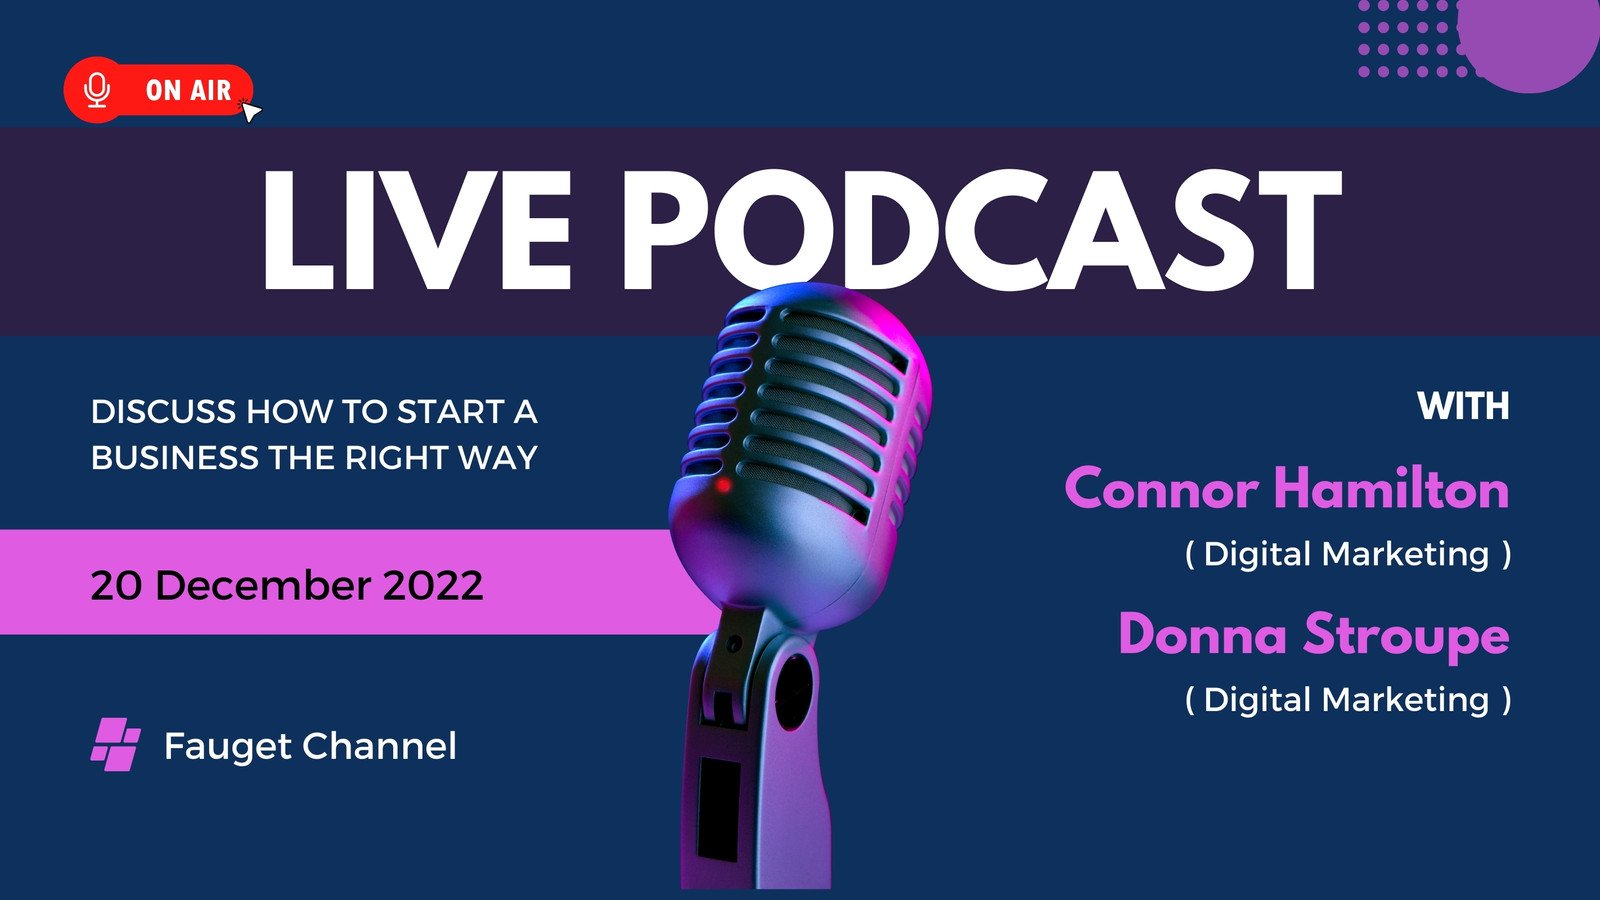 ON AIR
LIVE PODCAST
DISCUSS HOW TO START A
BUSINESS THE RIGHT WAY
20 December 2022
Fauget Channel
WITH
Connor Hamilton
( Digital Marketing )
Donna Stroupe
( Digital Marketing )